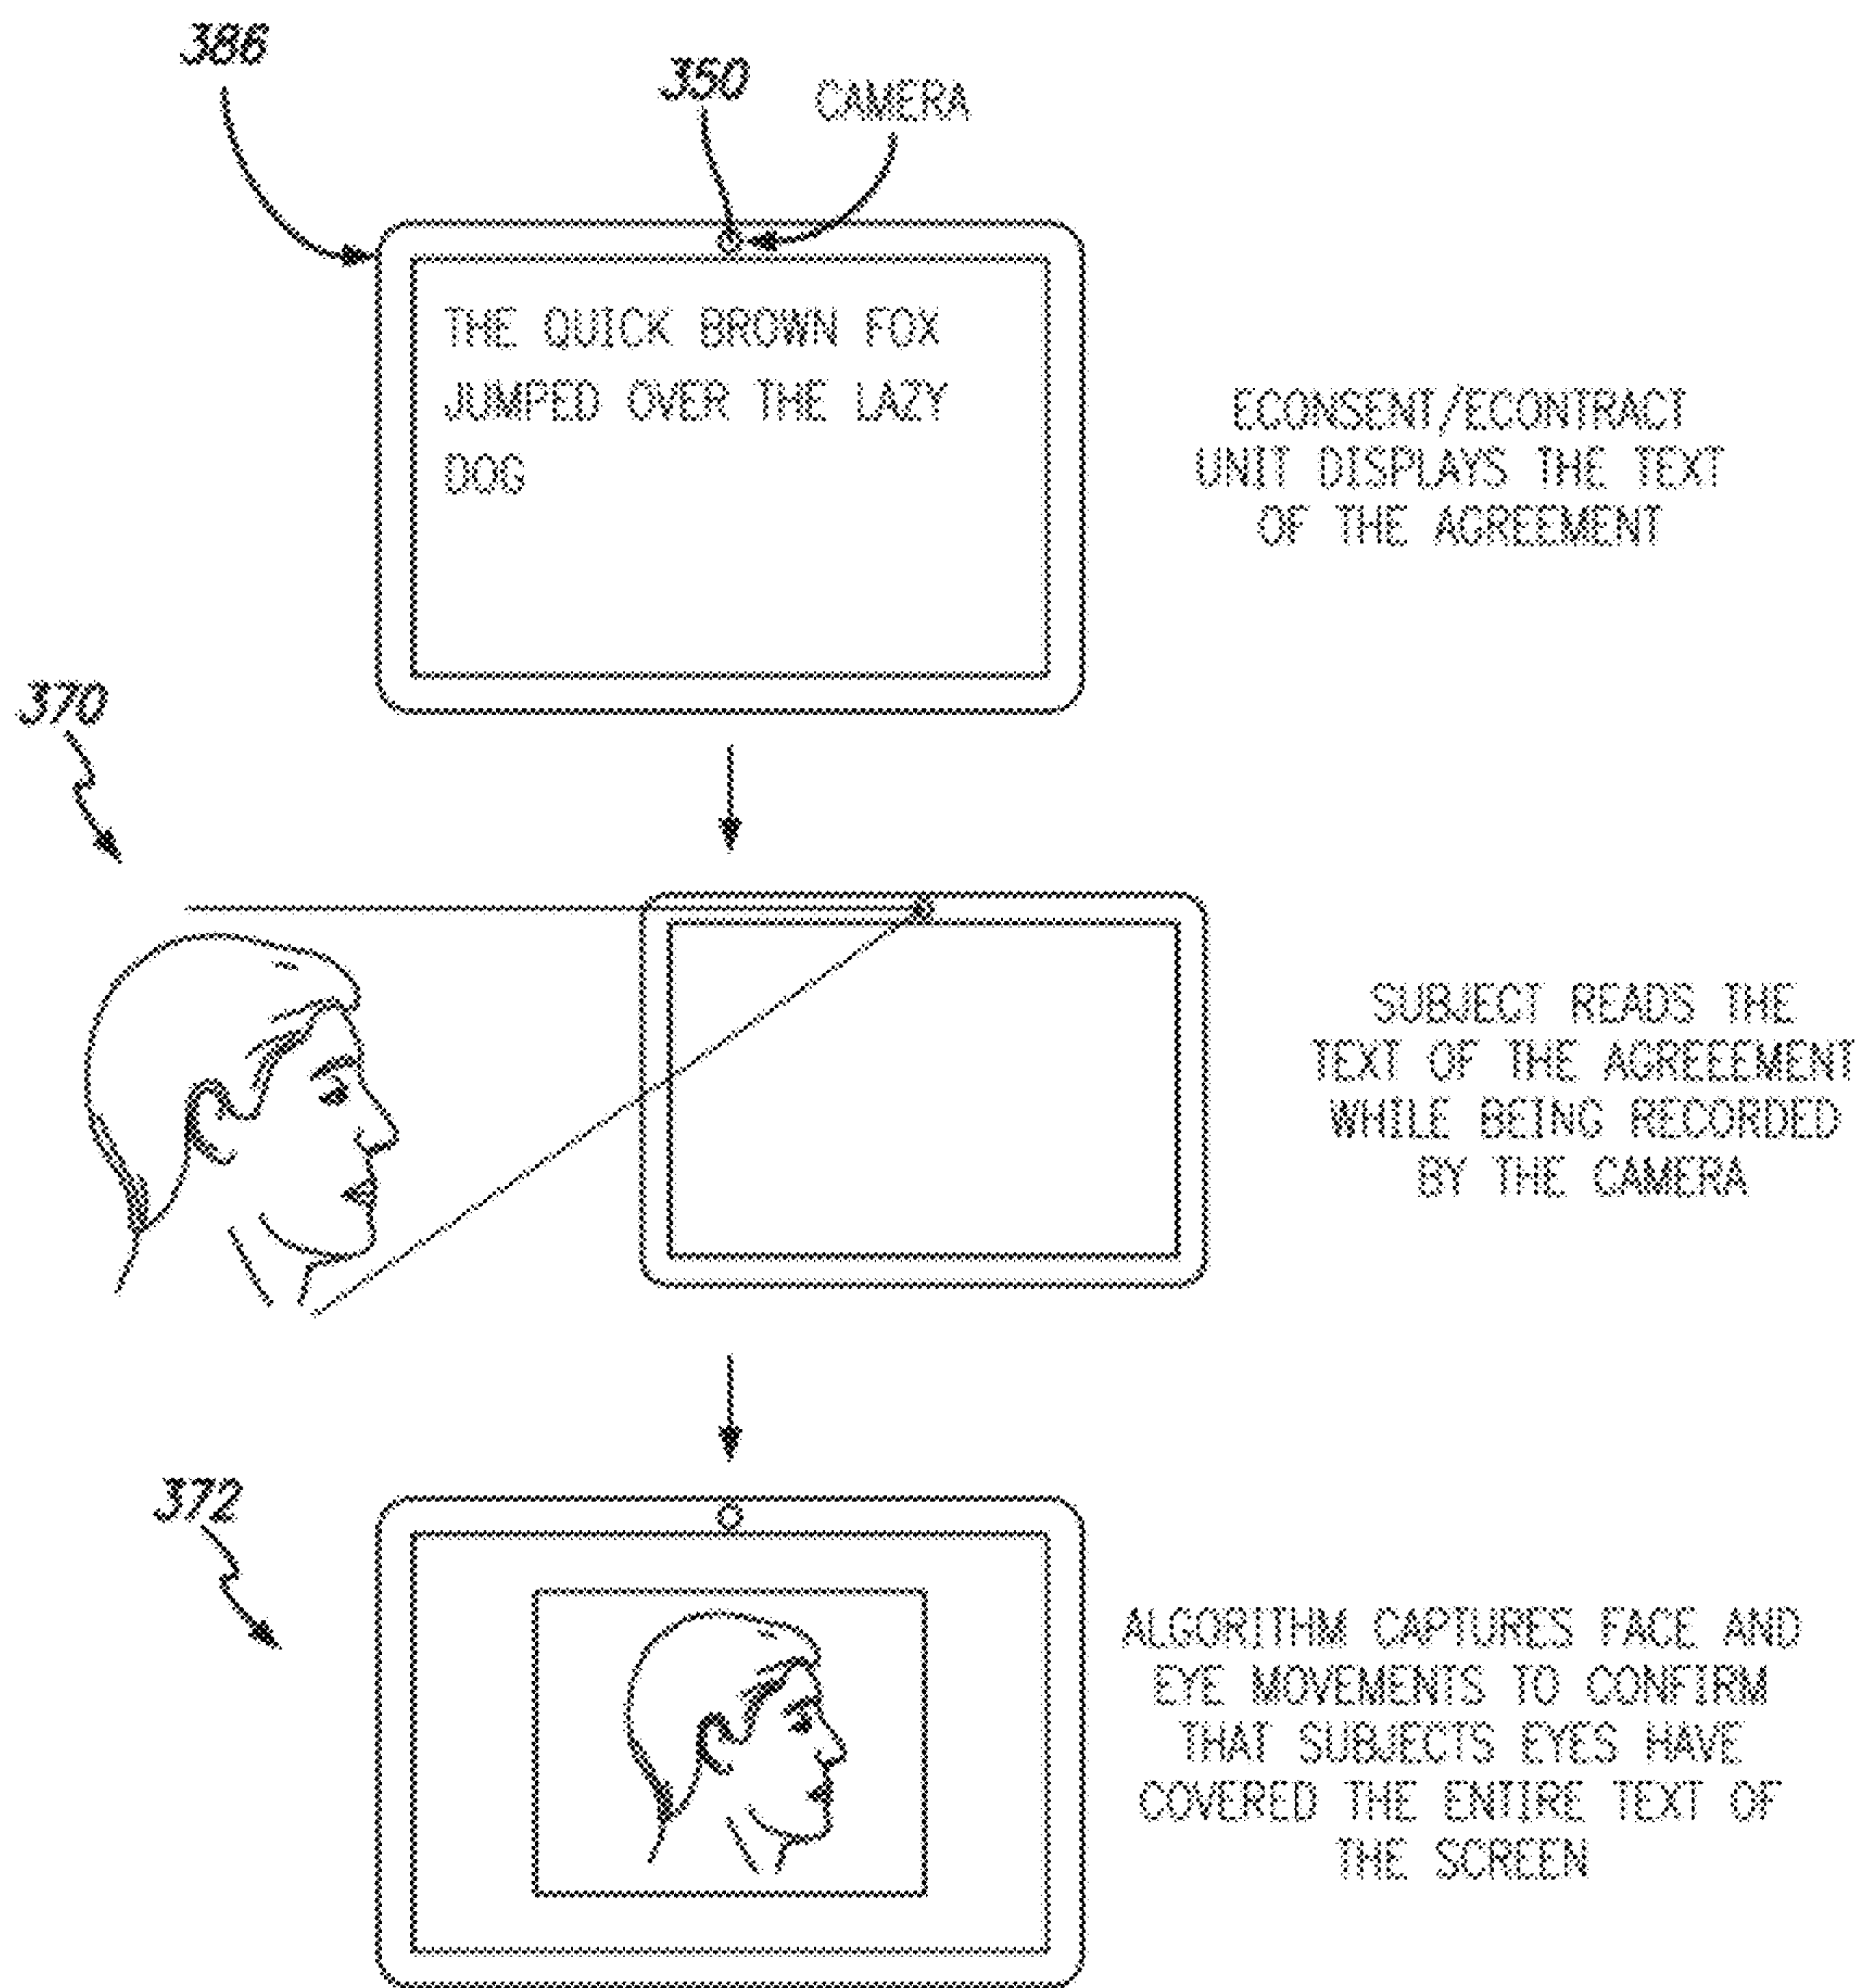 386
350
CAMERA
THE QUICK BROWN FOX
JUMPED OVER THE LAZY
DOG
ECONSENT/ECONTRACT
UNIT DISPLAYS THE TEXT
OF THE AGREEMENT
370
SUBJECT READS THE
TEXT OF THE AGREEEMENT
WHILE BEING RECORDED
BY THE CAMERA
372
ALGORITHM CAPTURES FACE AND
EYE MOVEMENTS TO CONFIRM
THAT SUBJECTS EYES HAVE
COVERED THE ENTIRE TEXT OF
THE SCREEN